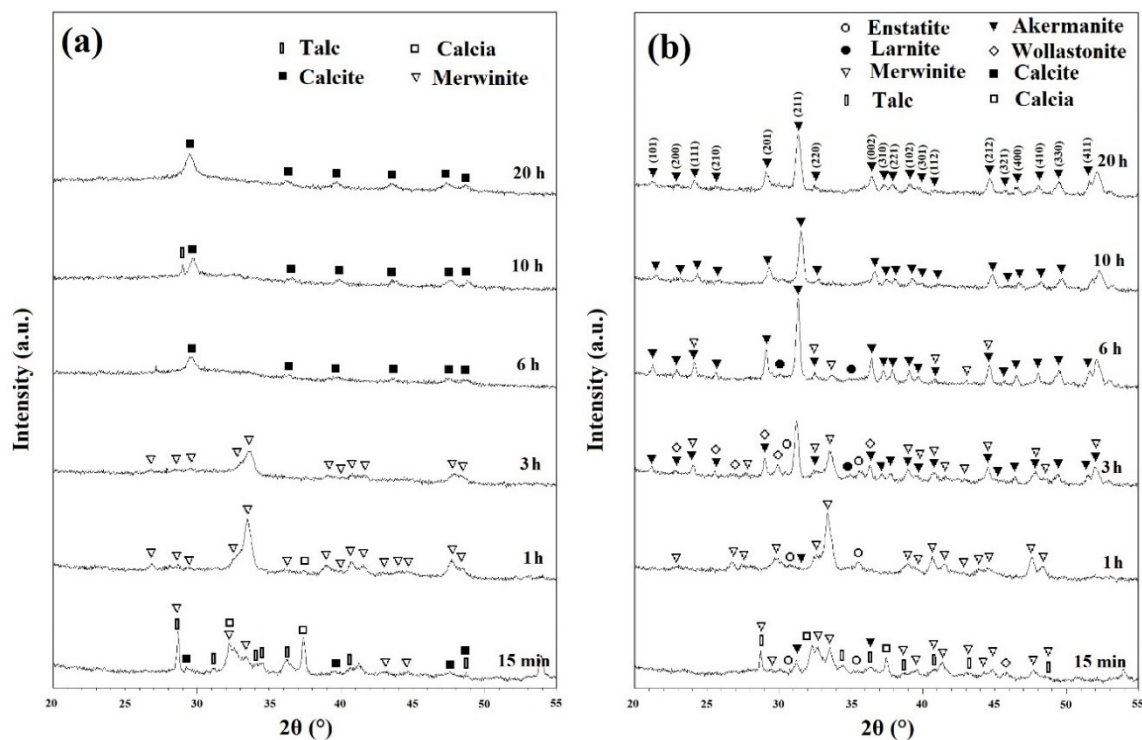 (a)
Talc
Calcia
Calcite
Merwinite
20 h
10 h
6 h
3 h
1 h
15 min
Intensity (a.u.)
20 25 30 35 40 45 50 55
2θ (°)
(b)
Enstatite
Akermanite
Larnite
Wollastonite
Merwinite
Calcite
Talc
Calcia
(101) (200) (111) (210) (201) (211) (220) (002) (310) (221) (102) (301) (112) (212) (321) (400) (410) (330) (411)
20 h
10 h
6 h
3 h
1 h
15 min
Intensity (a.u.)
20 25 30 35 40 45 50 55
2θ (°)